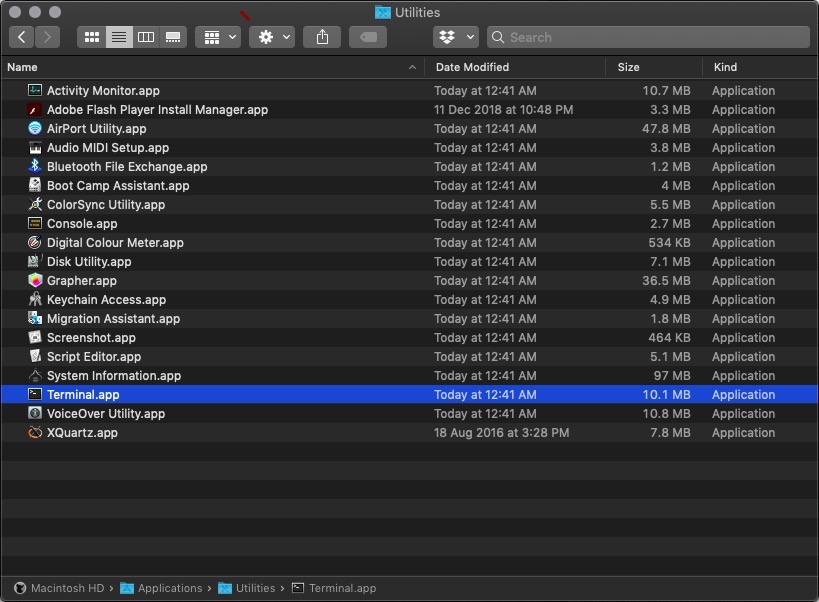 Utilities
Search
Name Date Modified Size Kind
Activity Monitor.app Today at 12:41 AM 10.7 MB Application
Adobe Flash Player Install Manager.app 11 Dec 2018 at 10:48 PM 3.3 MB Application
AirPort Utility.app Today at 12:41 AM 47.8 MB Application
Audio MIDI Setup.app Today at 12:41 AM 3.8 MB Application
Bluetooth File Exchange.app Today at 12:41 AM 1.2 MB Application
Boot Camp Assistant.app Today at 12:41 AM 4 MB Application
ColorSync Utility.app Today at 12:41 AM 5.5 MB Application
Console.app Today at 12:41 AM 2.7 MB Application
Digital Colour Meter.app Today at 12:41 AM 534 KB Application
Disk Utility.app Today at 12:41 AM 7.1 MB Application
Grapher.app Today at 12:41 AM 36.5 MB Application
Keychain Access.app Today at 12:41 AM 4.9 MB Application
Migration Assistant.app Today at 12:41 AM 1.8 MB Application
Screenshot.app Today at 12:41 AM 464 KB Application
Script Editor.app Today at 12:41 AM 5.1 MB Application
System Information.app Today at 12:41 AM 97 MB Application
Terminal.app Today at 12:41 AM 10.1 MB Application
VoiceOver Utility.app Today at 12:41 AM 10.8 MB Application
XQuartz.app 18 Aug 2016 at 3:28 PM 7.8 MB Application
Macintosh HD › Applications › Utilities › Terminal.app